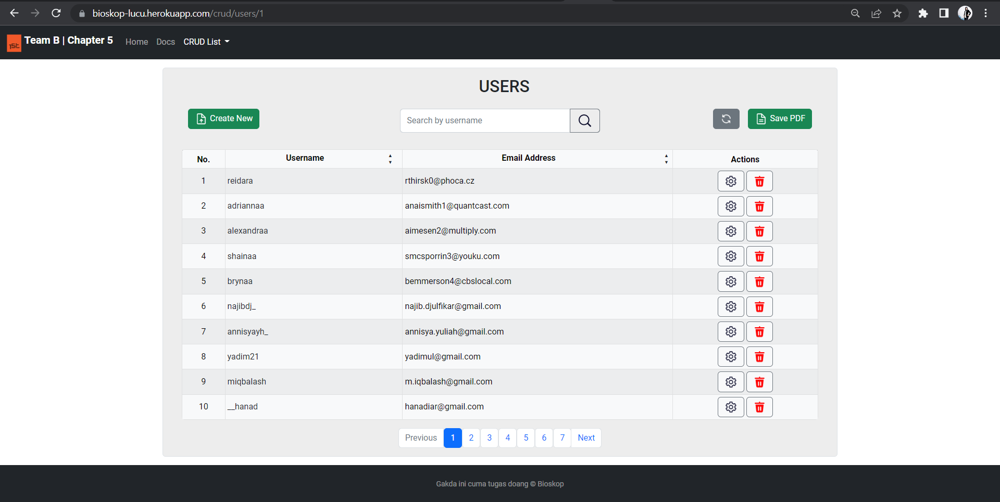 bioskop-lucu.herokuapp.com/crud/users/1
1St Team B | Chapter 5 Home Docs CRUD List
USERS
Create New Search by username Save PDF
No. Username Email Address Actions
1 reidara rthirsk0@phoca.cz
2 adriannaa anaismith1@quantcast.com
3 alexandraa aimesen2@multiply.com
4 shainaa smcsporrin3@youku.com
5 brynaa bemmerson4@cbslocal.com
6 najibdj_ najib.djulfikar@gmail.com
7 annisyayh_ annisya.yuliah@gmail.com
8 yadim21 yadimul@gmail.com
9 miqbalash m.iqbalash@gmail.com
10 __hanad hanadiar@gmail.com
Previous 1 2 3 4 5 6 7 Next
Gakda ini cuma tugas doang © Bioskop